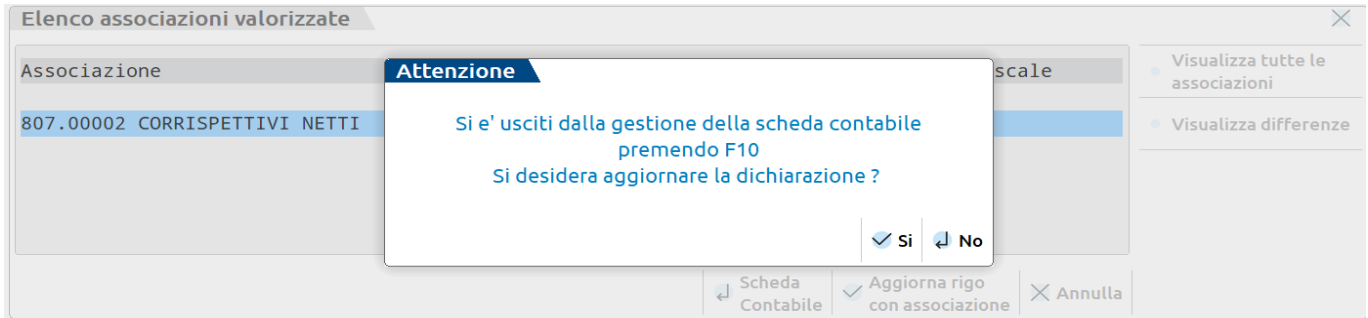 Elenco associazioni valorizzate
Associazione
scale
Visualizza tutte le
associazioni
807.00002 CORRISPETTIVI NETTI
Visualizza differenze
Attenzione
Si e' usciti dalla gestione della scheda contabile
premendo F10
Si desidera aggiornare la dichiarazione ?
Si
No
Scheda
Contabile
Aggiorna rigo
con associazione
Annulla